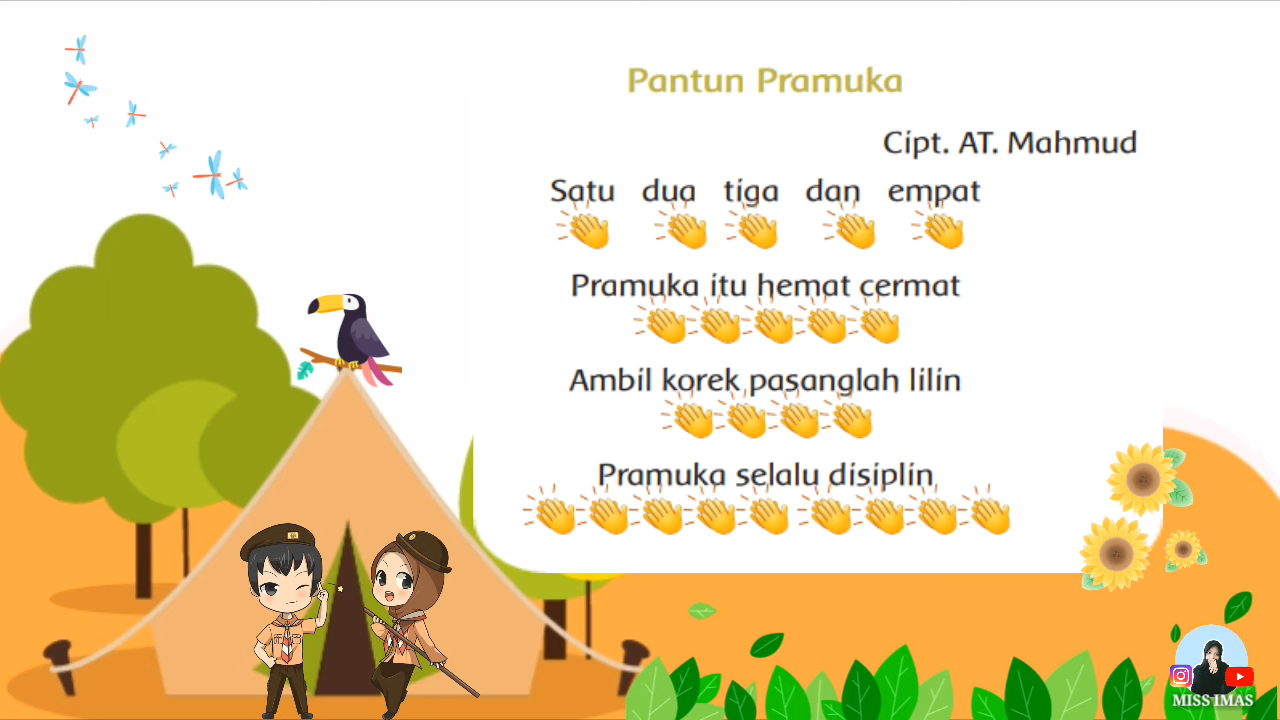 Pantun Pramuka
Cipt. AT. Mahmud
Satu dua tiga dan empat
Pramuka itu hemat cermat
Ambil korek pasanglah lilin
Pramuka selalu disiplin
MISS IMAS